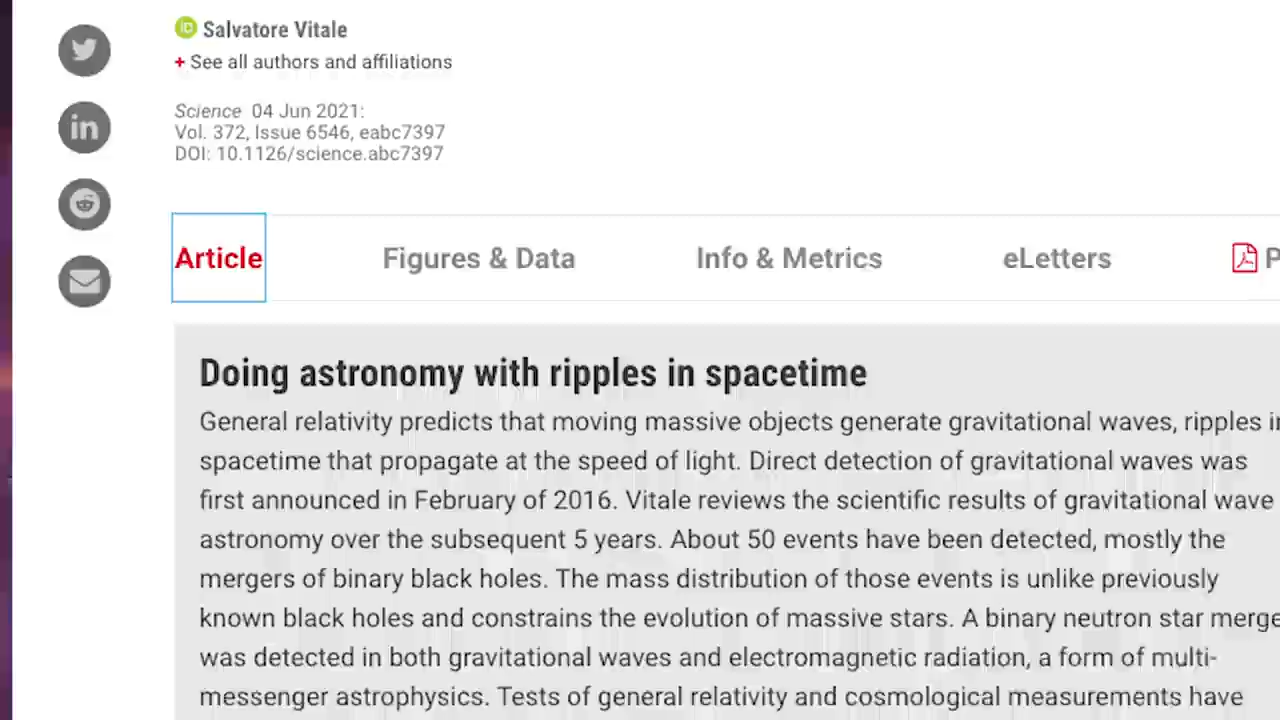 Salvatore Vitale
+ See all authors and affiliations
Science 04 Jun 2021:
Vol. 372, Issue 6546, eabc7397
DOI: 10.1126/science.abc7397
Article Figures & Data Info & Metrics eLetters P
Doing astronomy with ripples in spacetime
General relativity predicts that moving massive objects generate gravitational waves, ripples in
spacetime that propagate at the speed of light. Direct detection of gravitational waves was
first announced in February of 2016. Vitale reviews the scientific results of gravitational wave
astronomy over the subsequent 5 years. About 50 events have been detected, mostly the
mergers of binary black holes. The mass distribution of those events is unlike previously
known black holes and constrains the evolution of massive stars. A binary neutron star merge
was detected in both gravitational waves and electromagnetic radiation, a form of multi-
messenger astrophysics. Tests of general relativity and cosmological measurements have